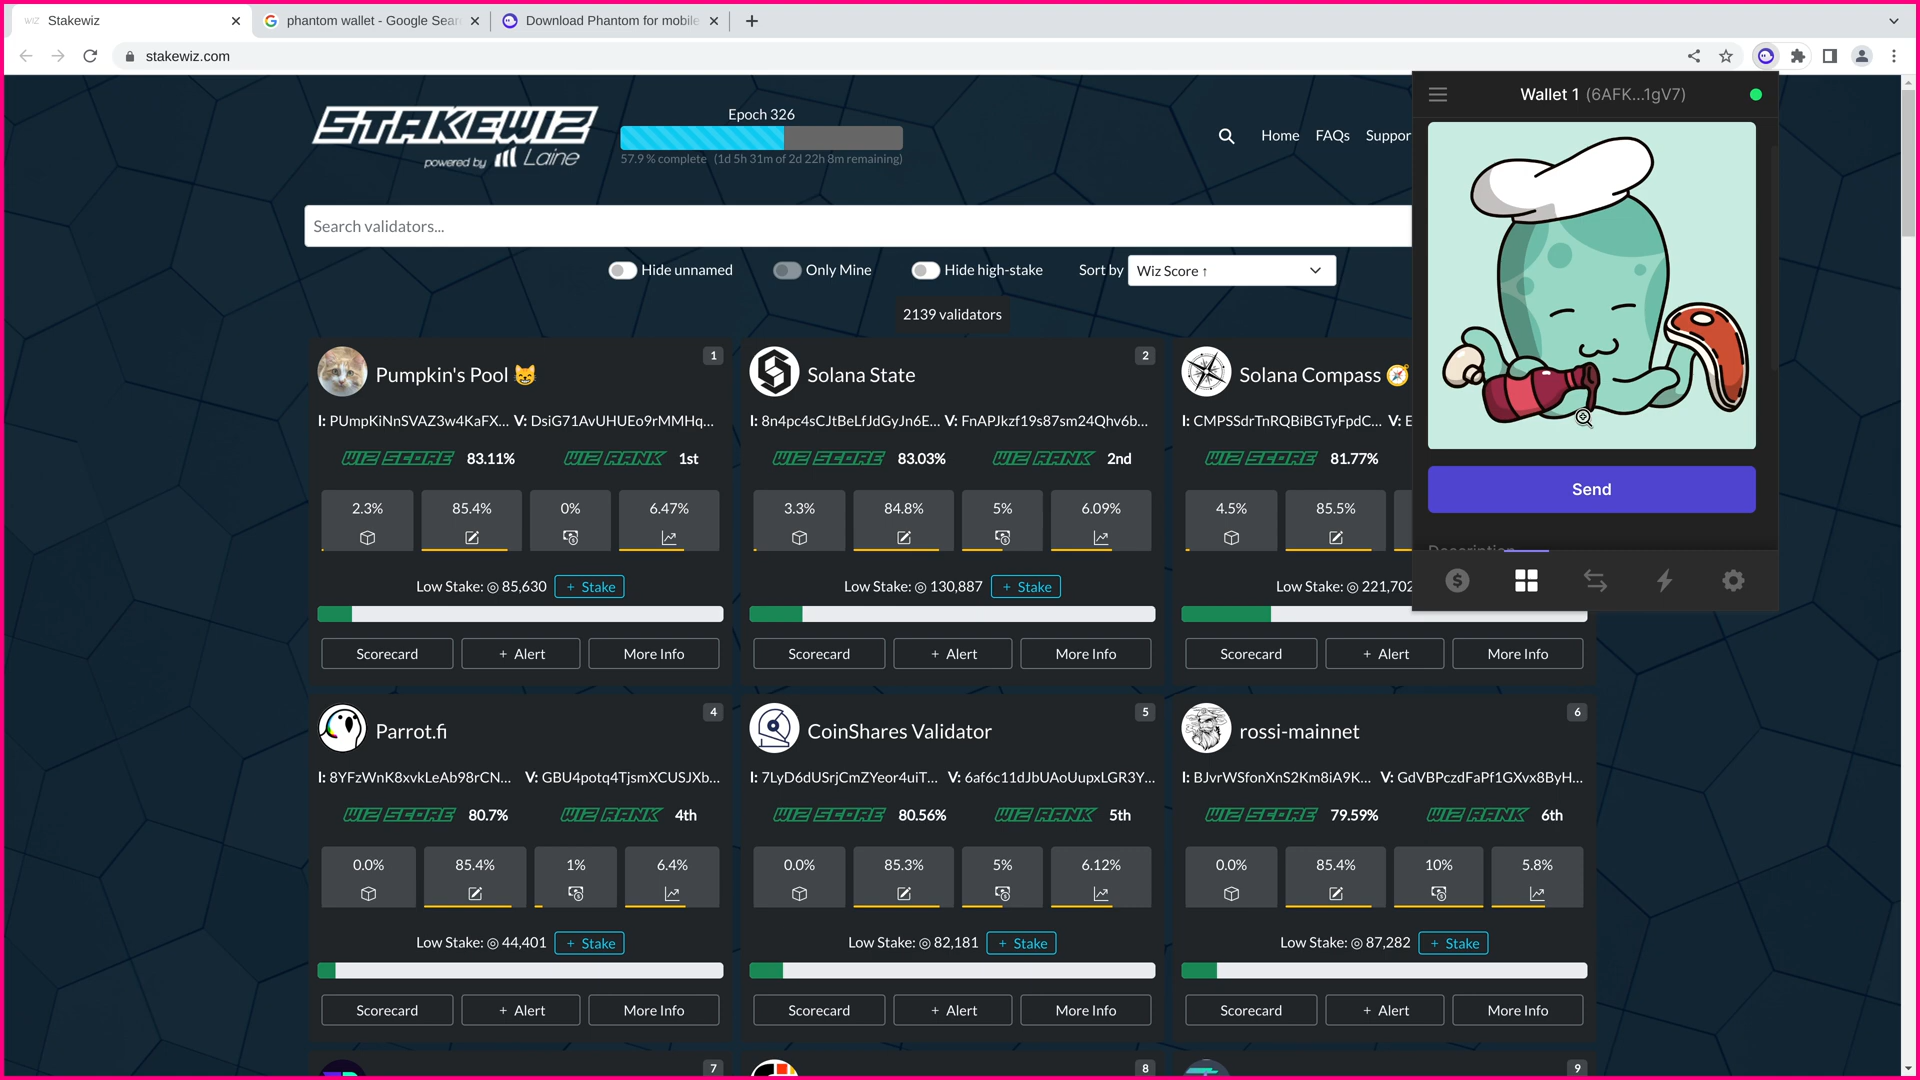 WIZ Stakewiz
phantom wallet - Google Sear
Download Phantom for mobile
stakewiz.com
STAKEWIZ
powered by Laine
Epoch 326
57.9 % complete (1d 5h 31m of 2d 22h 8m remaining)
Home FAQs Suppor
Wallet 1 (6AFK...1gV7)
Search validators...
Hide unnamed Only Mine Hide high-stake Sort by Wiz Score ↑
2139 validators
Send
Description
Pumpkin's Pool 😸 1
I: PUmpKiNnSVAZ3w4KaFX... V: DsiG71AvUHUEo9rMMHq...
WIZ SCORE 83.11% WIZ RANK 1st
2.3% 85.4% 0% 6.47%
Low Stake: ◎ 85,630 + Stake
Scorecard + Alert More Info
Solana State 2
I: 8n4pc4sCJtBeLfJdGyJn6E... V: FnAPJkzf19s87sm24Qhv6b...
WIZ SCORE 83.03% WIZ RANK 2nd
3.3% 84.8% 5% 6.09%
Low Stake: ◎ 130,887 + Stake
Scorecard + Alert More Info
Solana Compass 🧭
I: CMPSSdrTnRQBiBGTyFpdC... V: E
WIZ SCORE 81.77%
4.5% 85.5%
Low Stake: ◎ 221,702
Scorecard + Alert More Info
Parrot.fi 4
I: 8YFzWnK8xvkLeAb98rCN... V: GBU4potq4TjsmXCUSJXb...
WIZ SCORE 80.7% WIZ RANK 4th
0.0% 85.4% 1% 6.4%
Low Stake: ◎ 44,401 + Stake
Scorecard + Alert More Info
CoinShares Validator 5
I: 7LyD6dUSrjCmZYeor4uiT... V: 6af6c11dJbUAoUupxLGR3Y...
WIZ SCORE 80.56% WIZ RANK 5th
0.0% 85.3% 5% 6.12%
Low Stake: ◎ 82,181 + Stake
Scorecard + Alert More Info
rossi-mainnet 6
I: BJvrWSfonXnS2Km8iA9K... V: GdVBPczdFaPf1GXvx8ByH...
WIZ SCORE 79.59% WIZ RANK 6th
0.0% 85.4% 10% 5.8%
Low Stake: ◎ 87,282 + Stake
Scorecard + Alert More Info
7
8
9